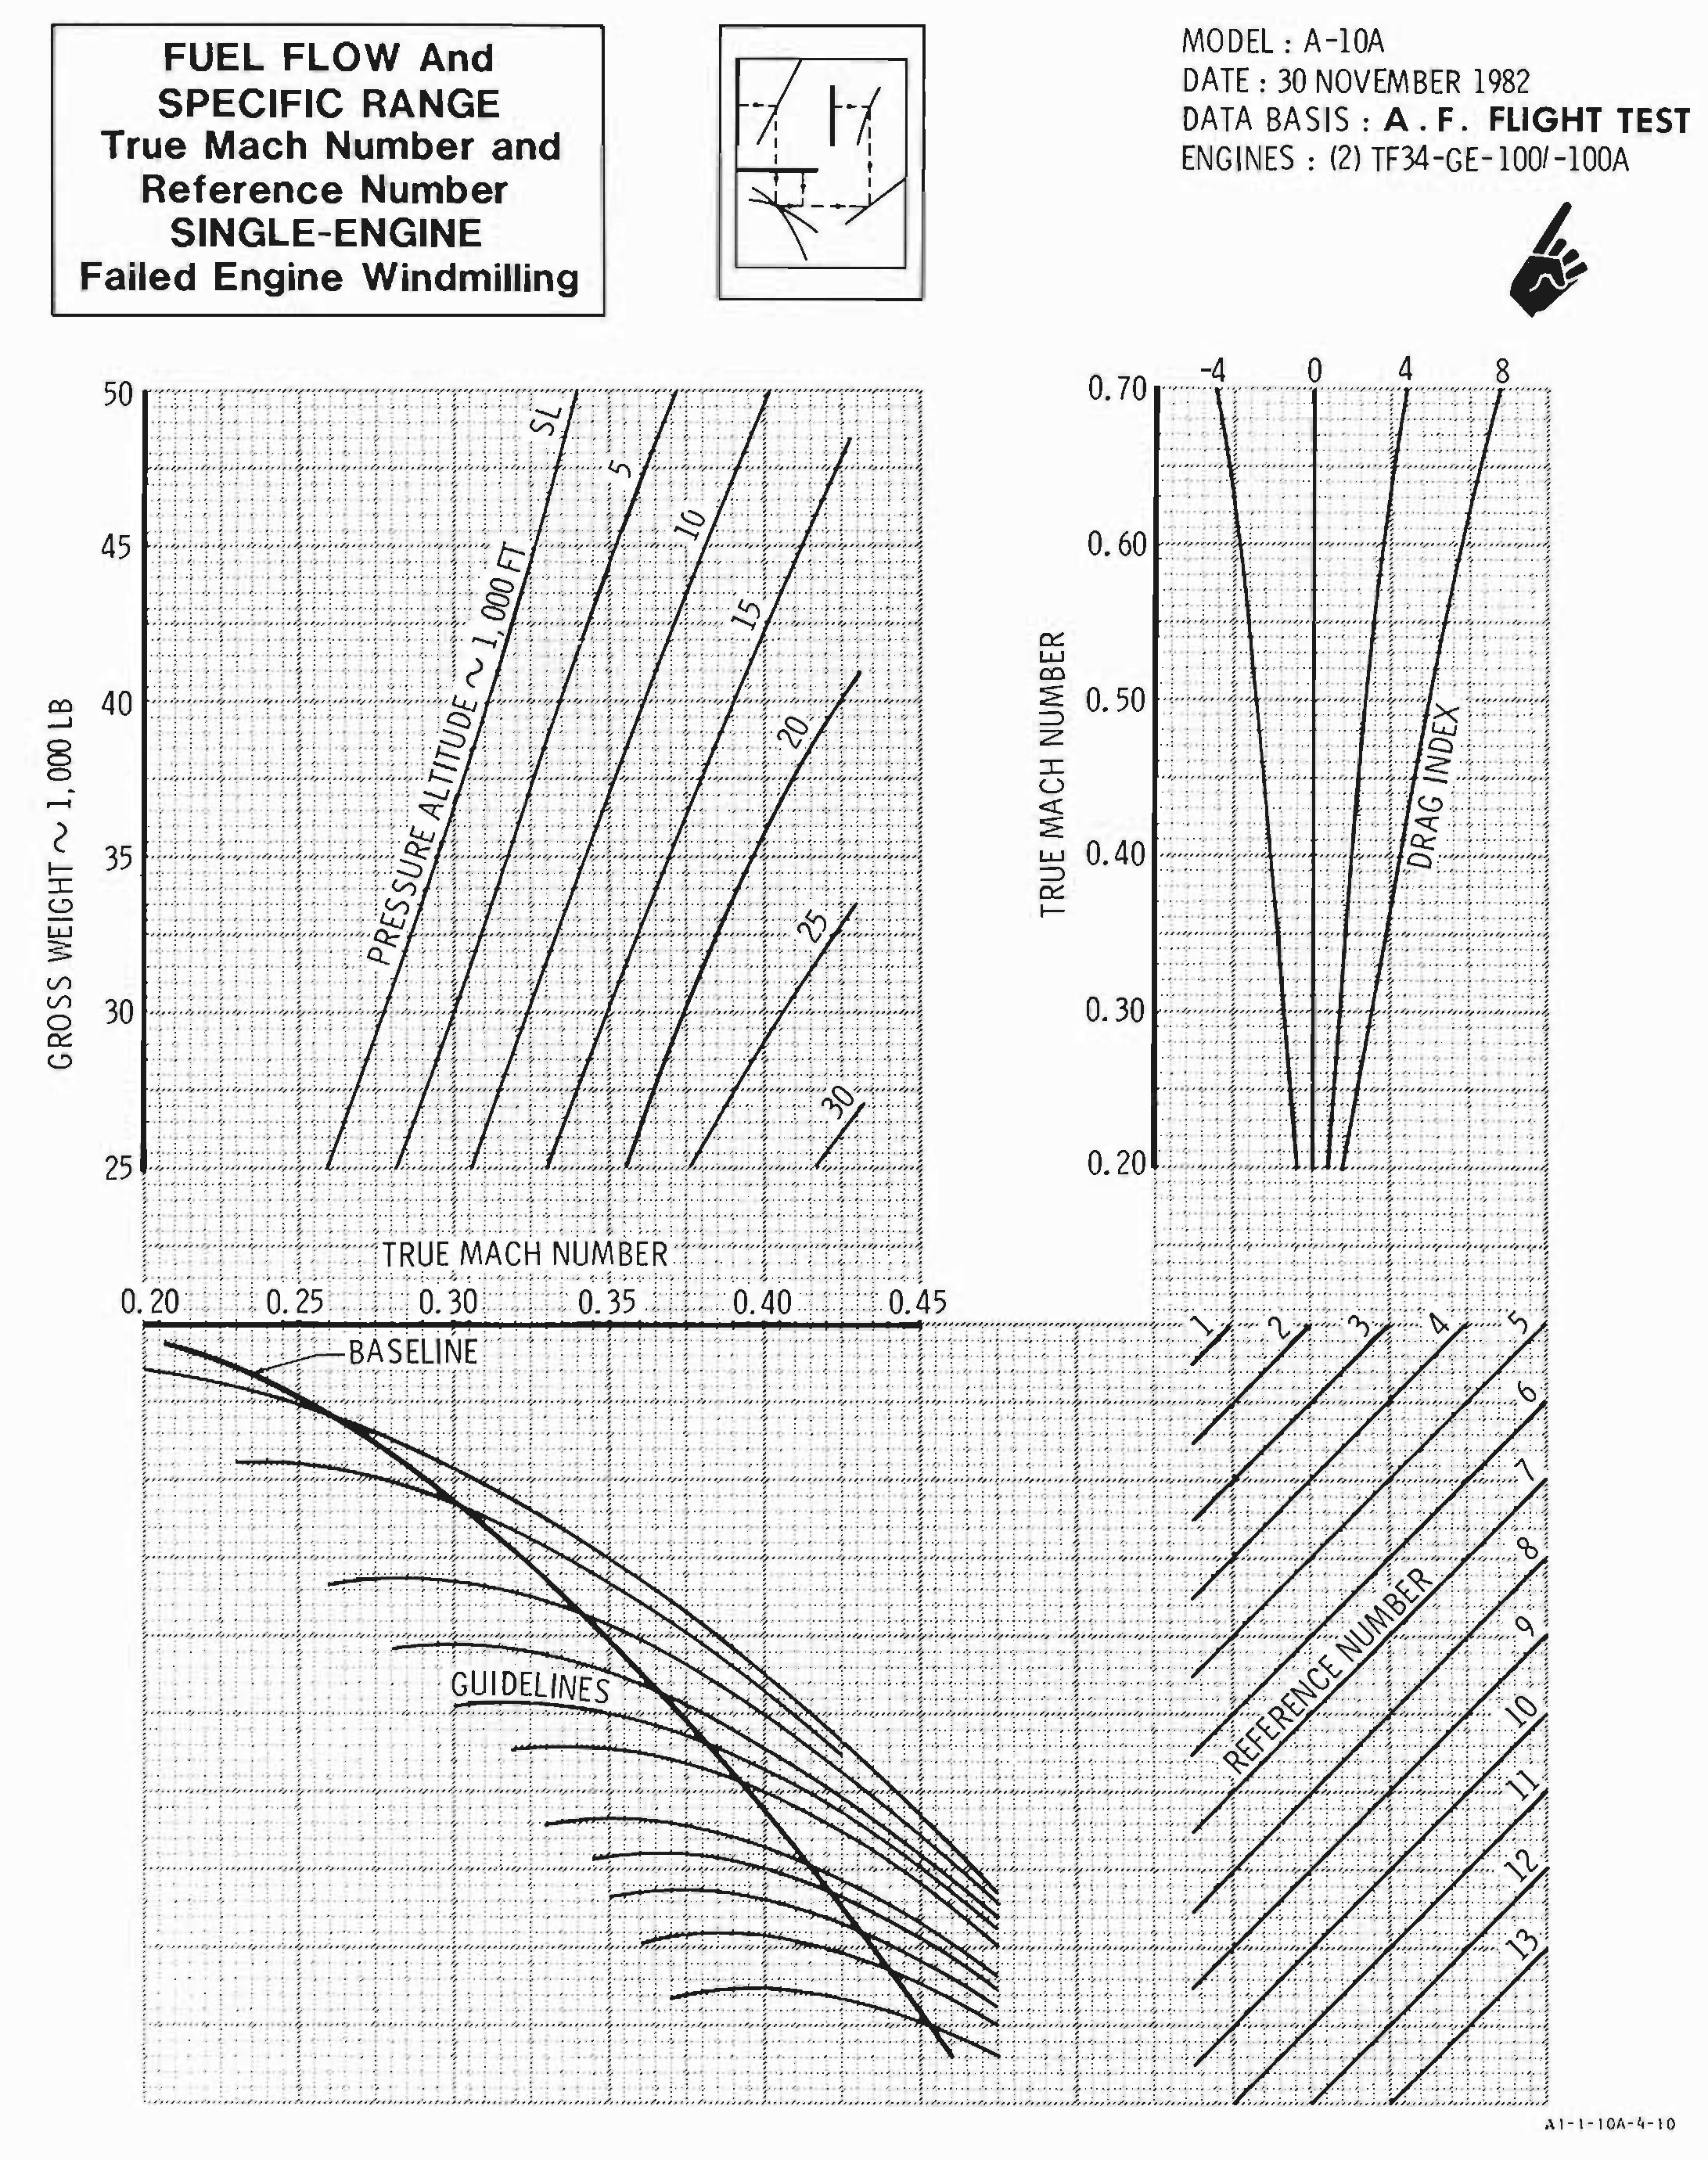 FUEL FLOW And
SPECIFIC RANGE
True Mach Number and
Reference Number
SINGLE-ENGINE
Failed Engine Windmilling
MODEL : A-10A
DATE : 30 NOVEMBER 1982
DATA BASIS : A . F. FLIGHT TEST
ENGINES : (2) TF34-GE-100/-100A
50
45
40
35
30
25
GROSS WEIGHT ~ 1,000 LB
SL
5
10
15
20
25
30
PRESSURE ALTITUDE ~ 1,000 FT
TRUE MACH NUMBER
0.20 0.25 0.30 0.35 0.40 0.45
-4 0 4 8
0.70
0.60
0.50
0.40
0.30
0.20
TRUE MACH NUMBER
DRAG INDEX
BASELINE
GUIDELINES
1 2 3 4 5
6
7
8
9
10
11
12
13
REFERENCE NUMBER
A1-1-10A-4-10